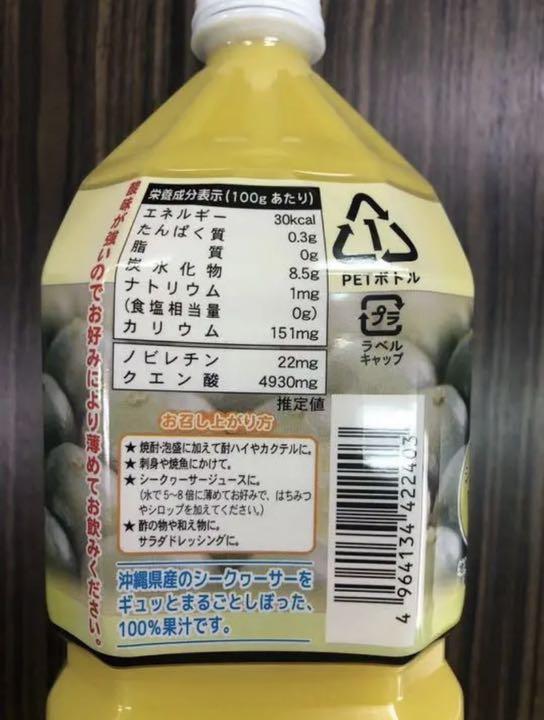 酸味が強いのでお好みにより薄めてお飲みください。
栄養成分表示(100gあたり)
エネルギー 30kcal
たんぱく質 0.3g
脂質 0g
炭水化物 8.5g
ナトリウム 1mg
(食塩相当量 0g)
カリウム 151mg
ノビレチン 22mg
クエン酸 4930mg
推定値
1
PETボトル
プラ
ラベル
キャップ
お召し上がり方
★焼酎・泡盛に加えて酎ハイやカクテルに。
★刺身や焼魚にかけて。
★シークヮーサージュースに。
(水で5~8倍に薄めてお好みで、はちみつ
やシロップを加えてください。)
★酢の物や和え物に。
サラダドレッシングに。
沖縄県産のシークヮーサーを
ギュッとまるごとしぼった、
100%果汁です。
4964134422403